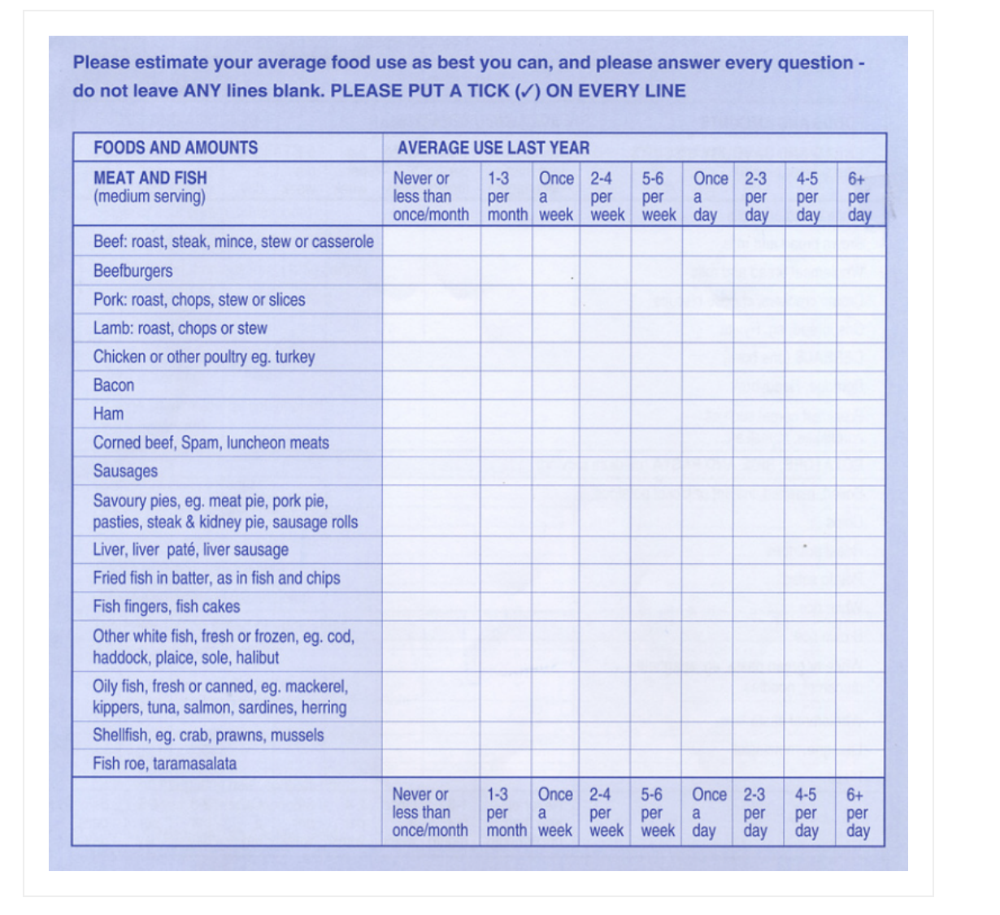 Please estimate your average food use as best you can, and please answer every question -
do not leave ANY lines blank. PLEASE PUT A TICK (✓) ON EVERY LINE
FOODS AND AMOUNTS
AVERAGE USE LAST YEAR
MEAT AND FISH
(medium serving)
Never or
less than
once/month
1-3
per
month
Once
a
week
2-4
per
week
5-6
per
week
Once
a
day
2-3
per
day
4-5
per
day
6+
per
day
Beef: roast, steak, mince, stew or casserole
Beefburgers
Pork: roast, chops, stew or slices
Lamb: roast, chops or stew
Chicken or other poultry eg. turkey
Bacon
Ham
Corned beef, Spam, luncheon meats
Sausages
Savoury pies, eg. meat pie, pork pie,
pasties, steak & kidney pie, sausage rolls
Liver, liver paté, liver sausage
Fried fish in batter, as in fish and chips
Fish fingers, fish cakes
Other white fish, fresh or frozen, eg. cod,
haddock, plaice, sole, halibut
Oily fish, fresh or canned, eg. mackerel,
kippers, tuna, salmon, sardines, herring
Shellfish, eg. crab, prawns, mussels
Fish roe, taramasalata
Never or
less than
once/month
1-3
per
month
Once
a
week
2-4
per
week
5-6
per
week
Once
a
day
2-3
per
day
4-5
per
day
6+
per
day